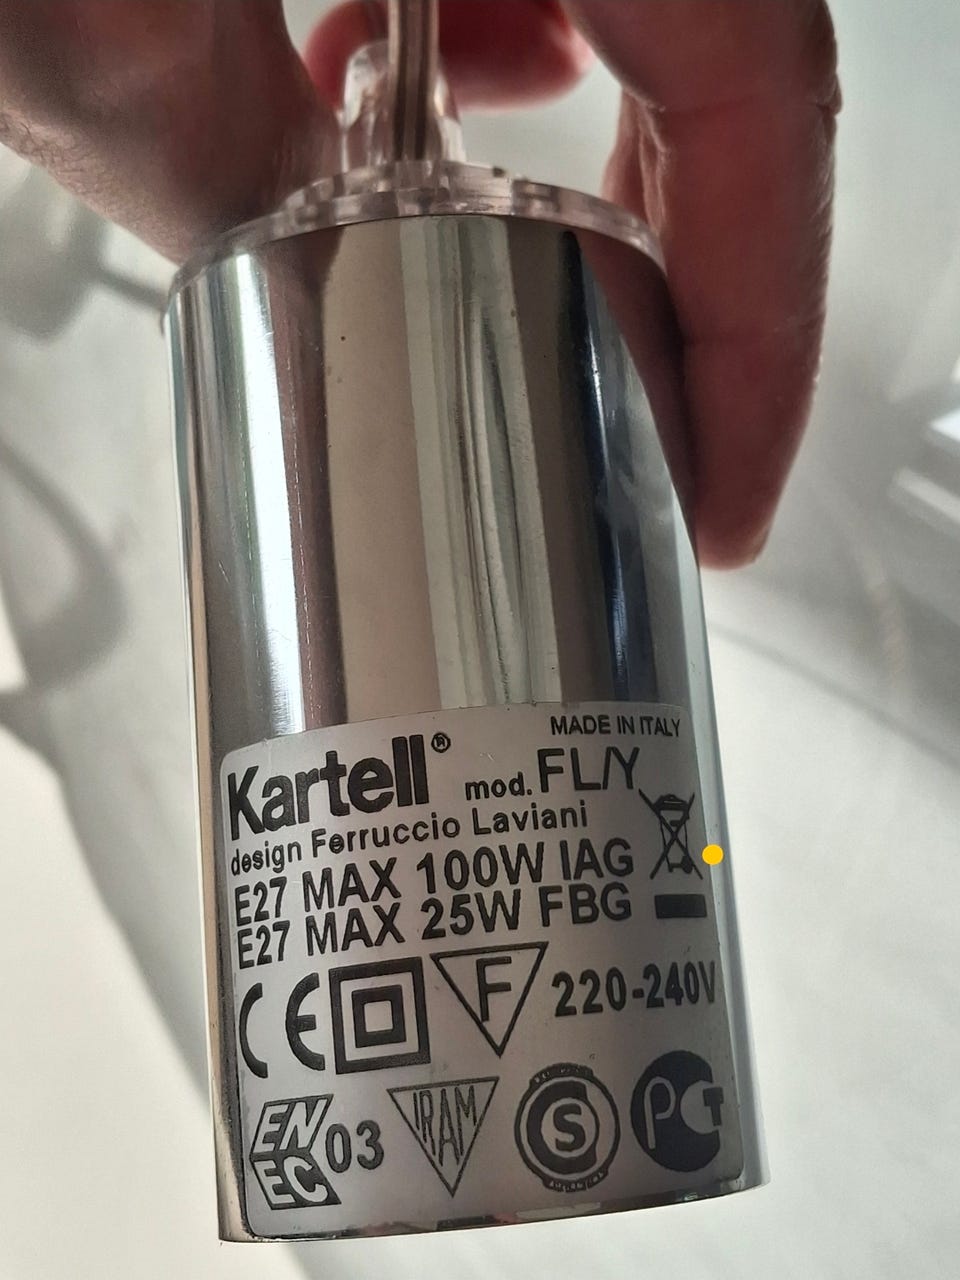 MADE IN ITALY
Kartell® mod. FL/Y
design Ferruccio Laviani
E27 MAX 100W IAG
E27 MAX 25W FBG
CE F 220-240V
ENEC 03 IRAM S PCT